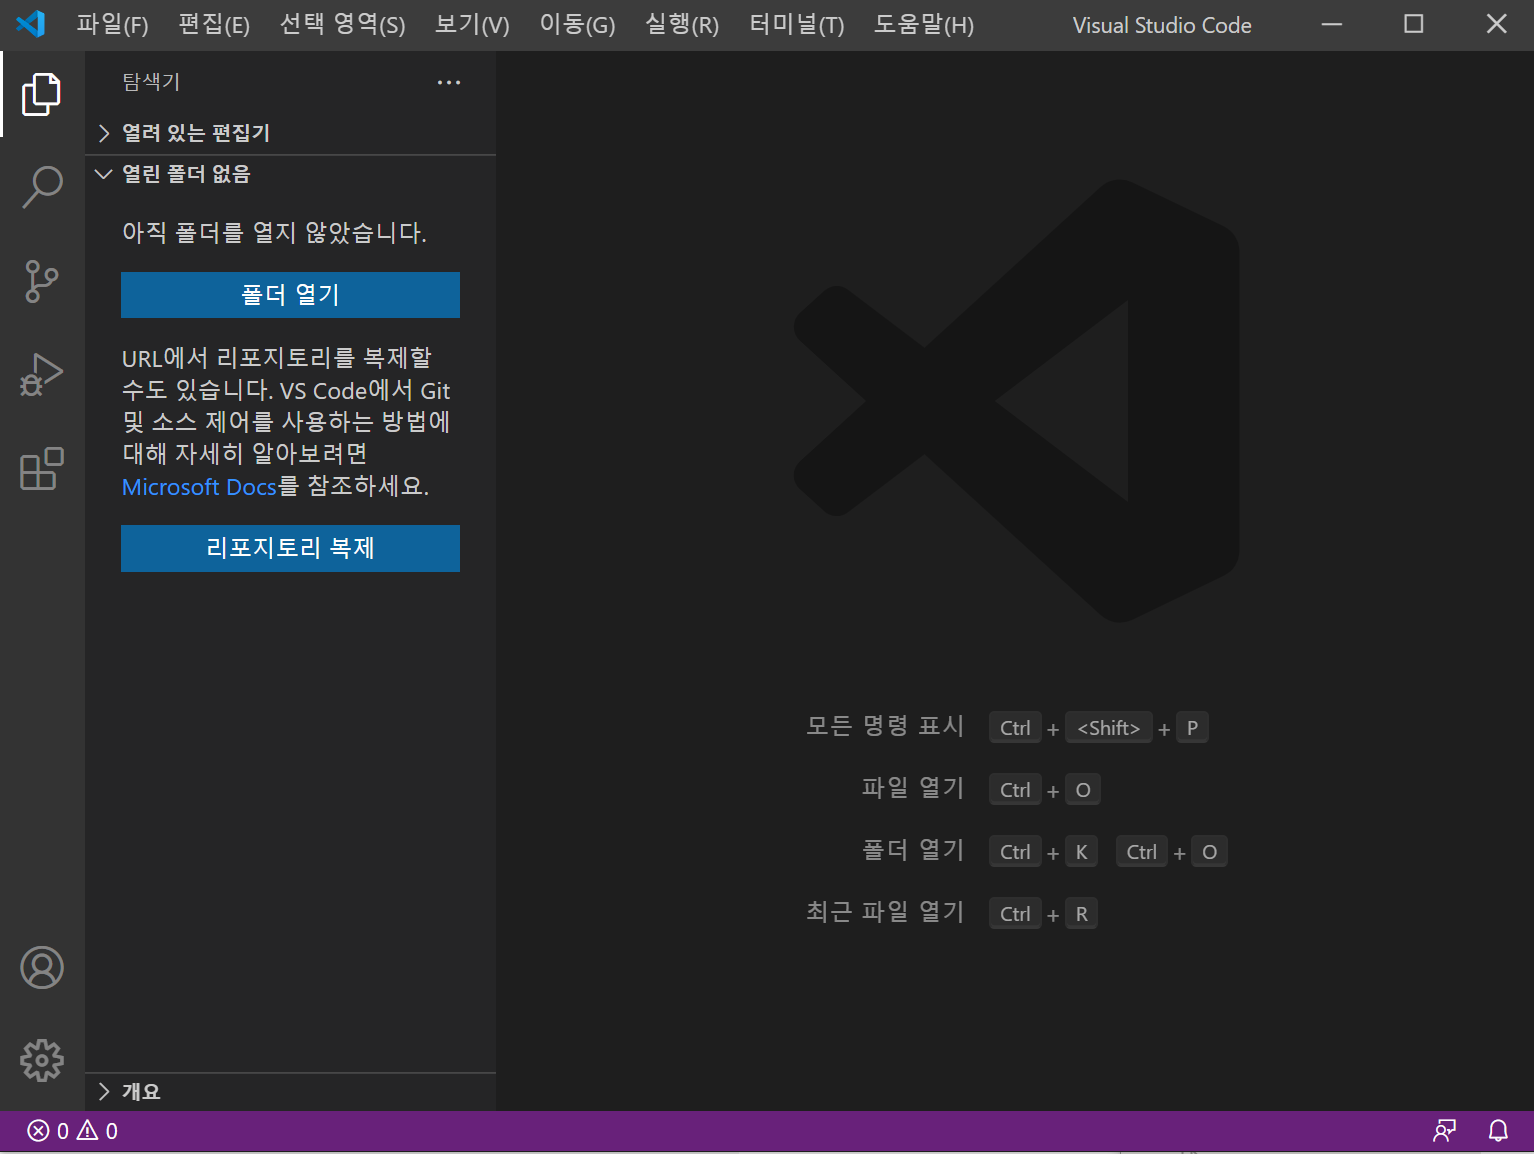 파일(F) 편집(E) 선택 영역(S) 보기(V) 이동(G) 실행(R) 터미널(T) 도움말(H) Visual Studio Code
탐색기
열려 있는 편집기
열린 폴더 없음
아직 폴더를 열지 않았습니다.
폴더 열기
URL에서 리포지토리를 복제할
수도 있습니다. VS Code에서 Git
및 소스 제어를 사용하는 방법에
대해 자세히 알아보려면
Microsoft Docs를 참조하세요.
리포지토리 복제
모든 명령 표시 Ctrl + <Shift> + P
파일 열기 Ctrl + O
폴더 열기 Ctrl + K Ctrl + O
최근 파일 열기 Ctrl + R
개요
0 0